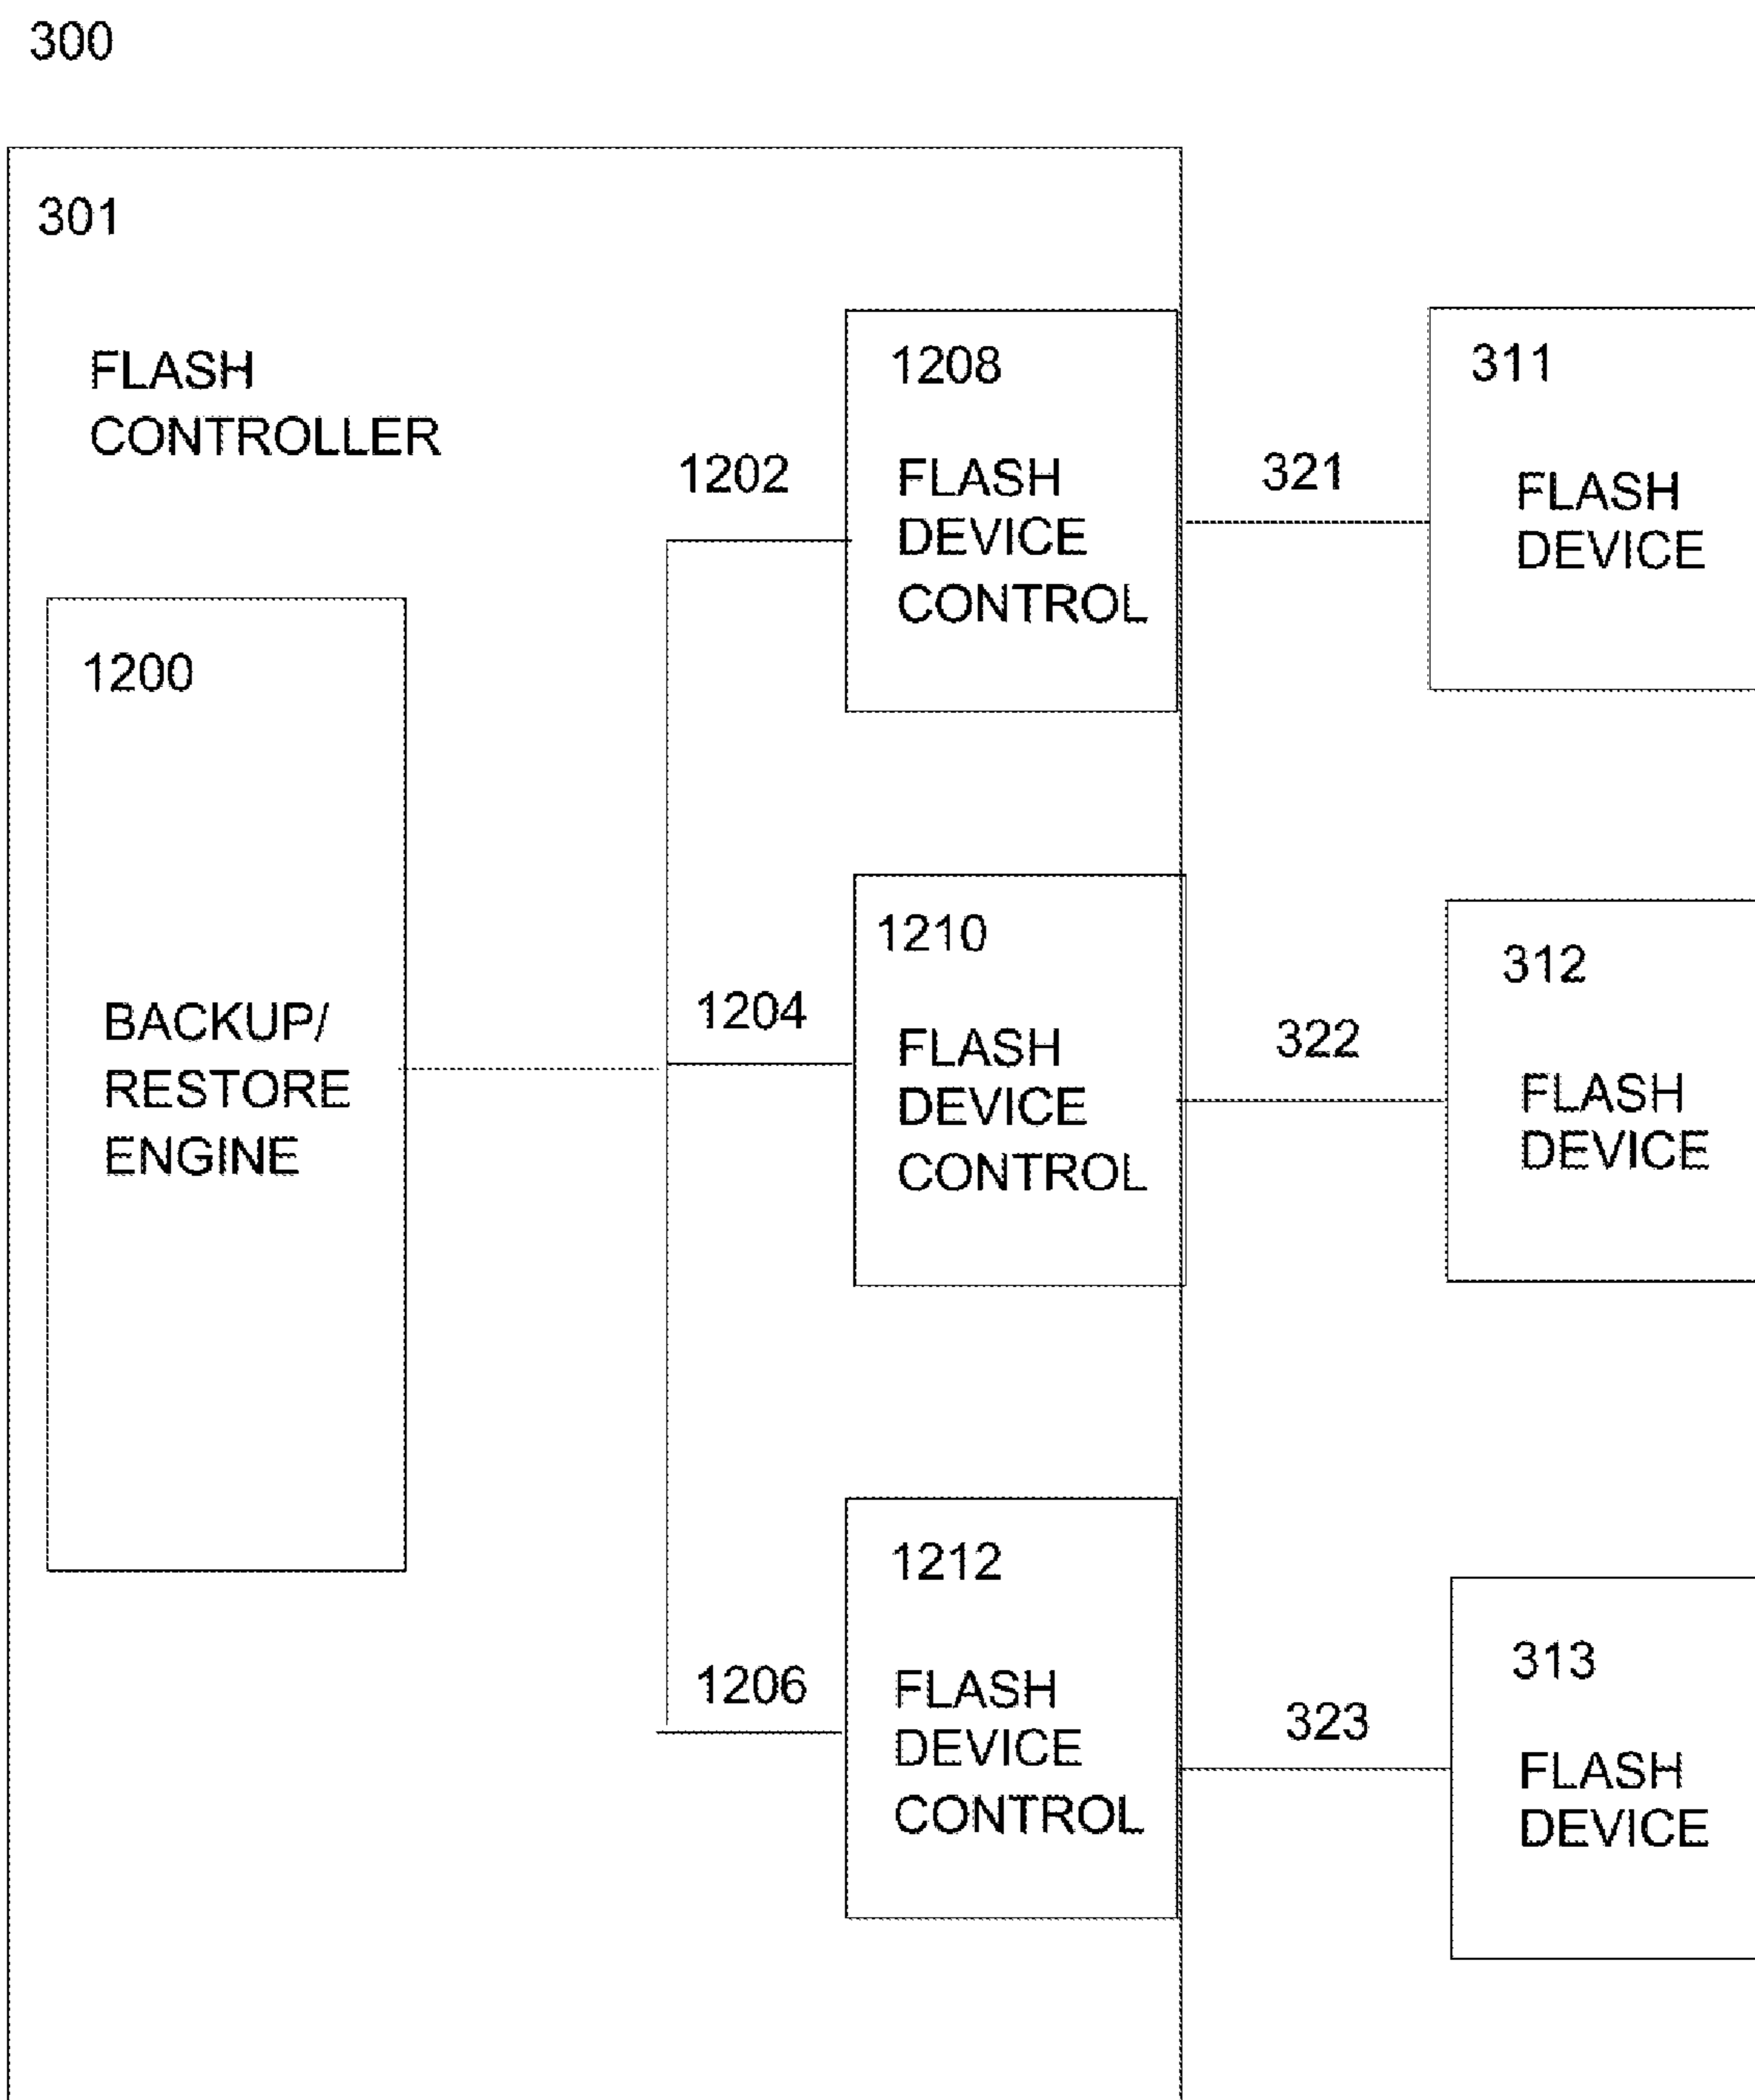 300
301
FLASH
CONTROLLER
1200
BACKUP/
RESTORE
ENGINE
1202
1204
1206
1208
FLASH
DEVICE
CONTROL
1210
FLASH
DEVICE
CONTROL
1212
FLASH
DEVICE
CONTROL
321
322
323
311
FLASH
DEVICE
312
FLASH
DEVICE
313
FLASH
DEVICE